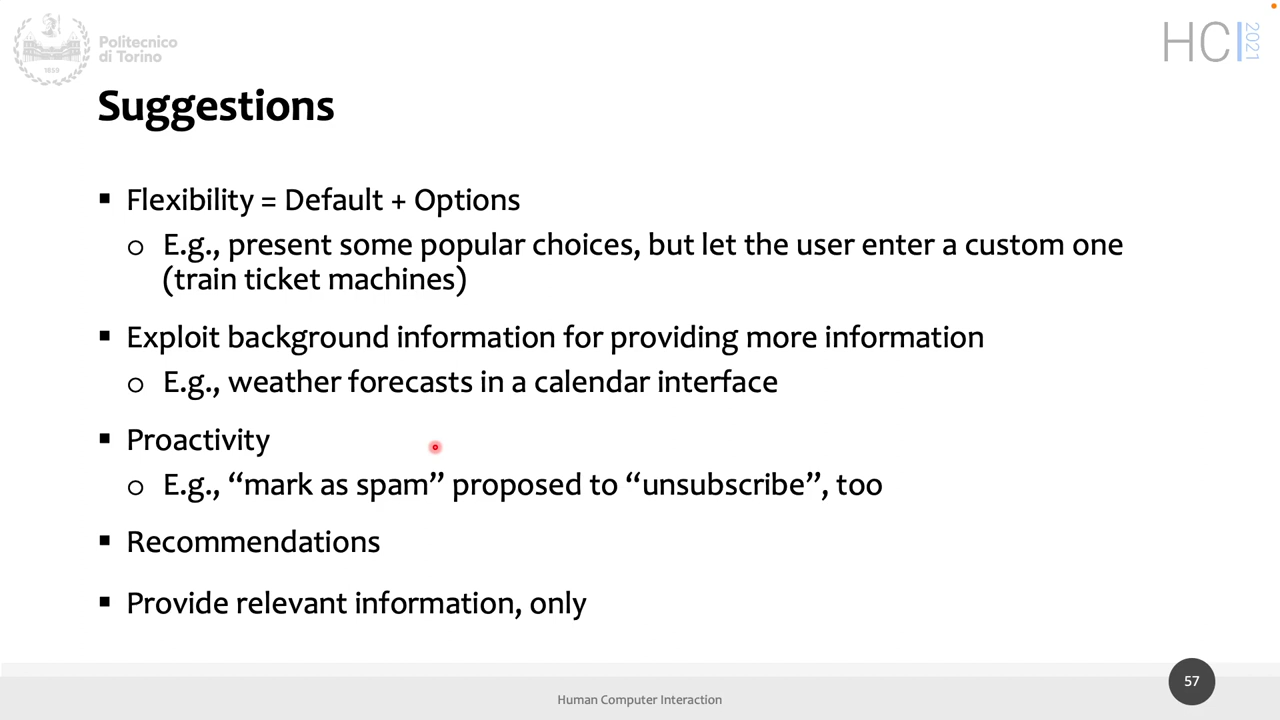 Politecnico
di Torino
1859
HCI 2021
Suggestions
▪ Flexibility = Default + Options
o E.g., present some popular choices, but let the user enter a custom one
(train ticket machines)
▪ Exploit background information for providing more information
o E.g., weather forecasts in a calendar interface
▪ Proactivity
o E.g., “mark as spam” proposed to “unsubscribe”, too
▪ Recommendations
▪ Provide relevant information, only
Human Computer Interaction
57